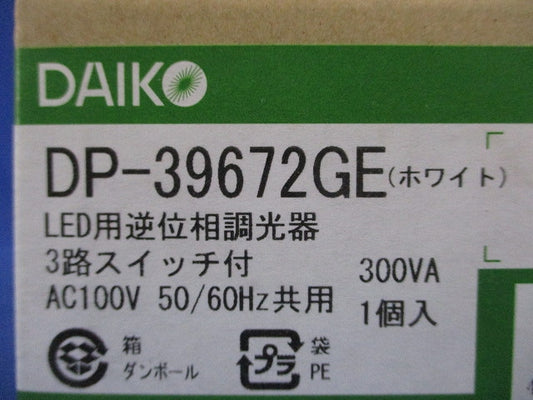 DAIKO
DP-39672GE(ホワイト)
LED用逆位相調光器
3路スイッチ付 300VA
AC100V 50/60Hz共用 1個入
箱
ダンボール
プラ
袋
PE